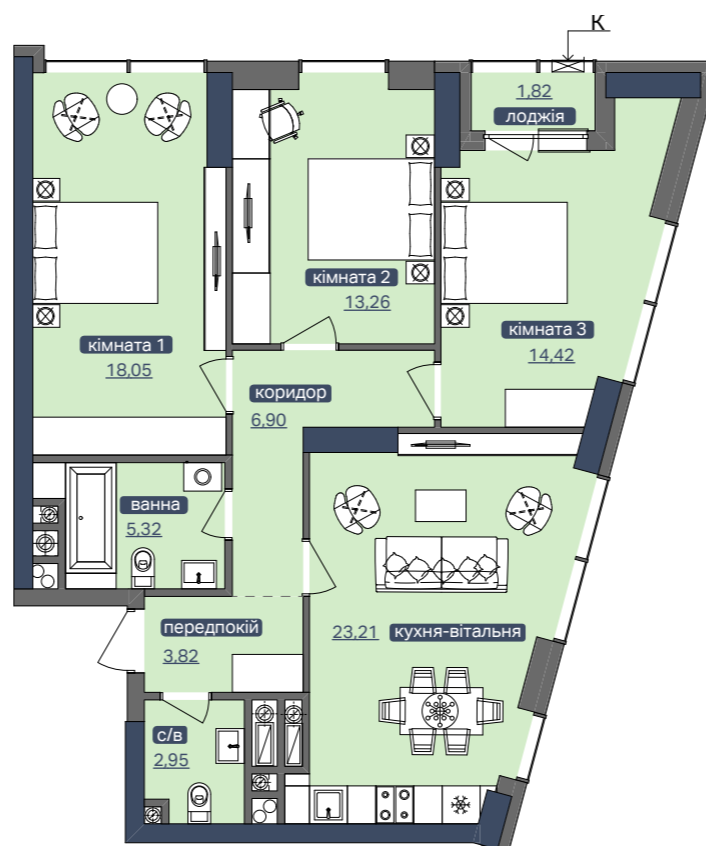 К
1,82
лоджія
кімната 2
13,26
кімната 3
14,42
кімната 1
18,05
коридор
6,90
ванна
5,32
передпокій
3,82
23,21 кухня-вітальня
с/в
2,95